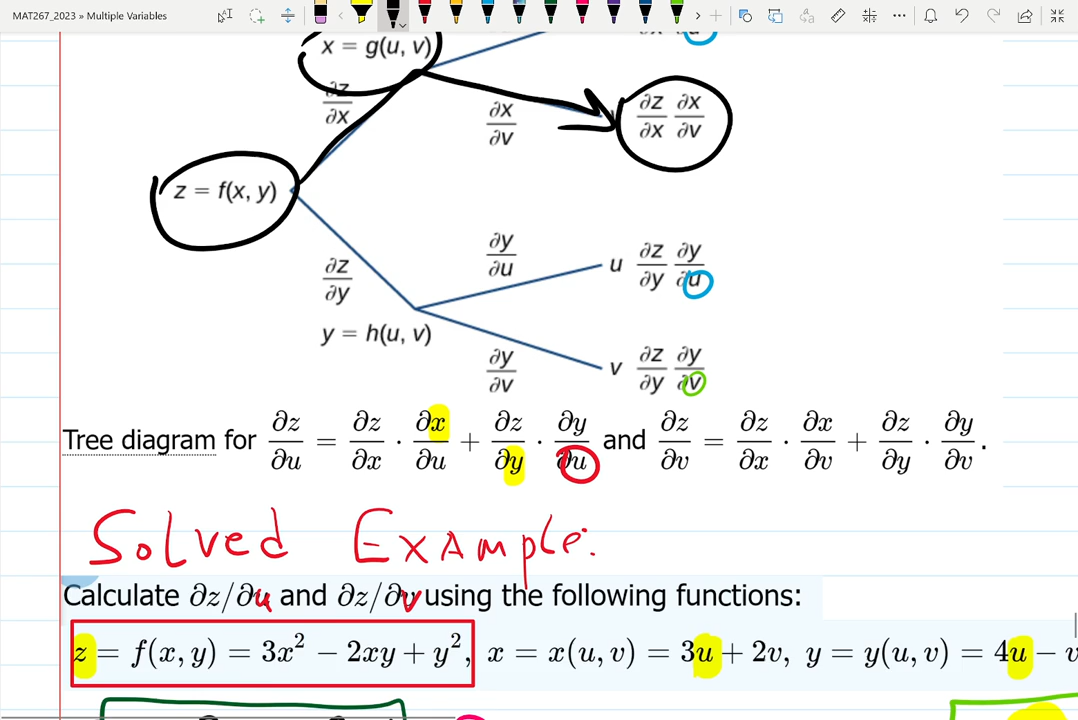 MAT267_2023 » Multiple Variables
x = g(u, v)
∂z/∂x
∂x/∂v
∂z/∂x ∂x/∂v
z = f(x, y)
∂y/∂u
u ∂z/∂y ∂y/∂u
∂z/∂y
y = h(u, v)
∂y/∂v
v ∂z/∂y ∂y/∂v
Tree diagram for ∂z/∂u = ∂z/∂x · ∂x/∂u + ∂z/∂y · ∂y/∂u and ∂z/∂v = ∂z/∂x · ∂x/∂v + ∂z/∂y · ∂y/∂v.
Solved Example:
Calculate ∂z/∂u and ∂z/∂v using the following functions:
z = f(x, y) = 3x² − 2xy + y², x = x(u, v) = 3u + 2v, y = y(u, v) = 4u − v